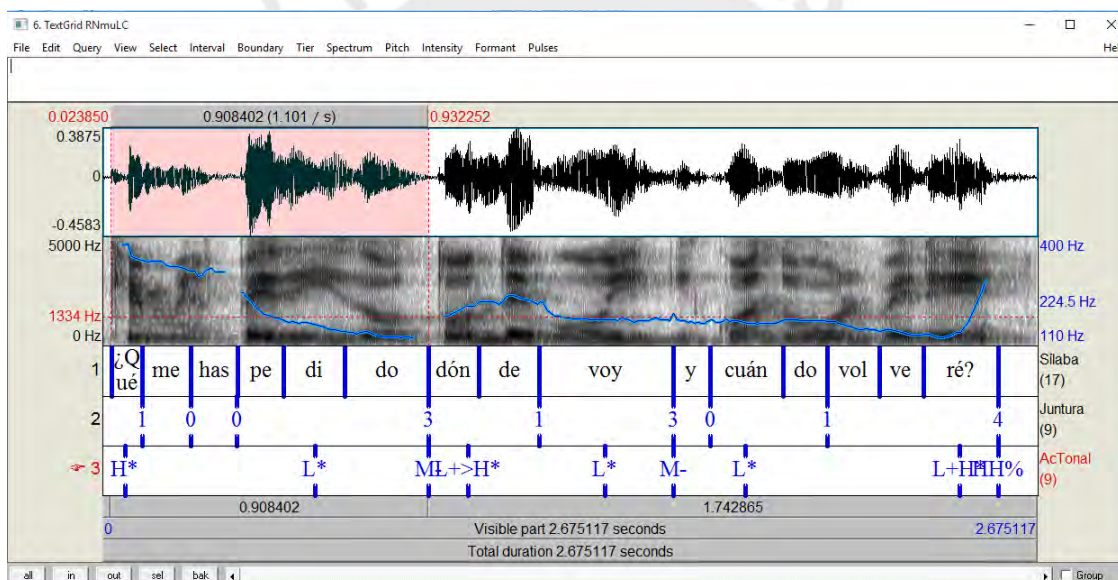 6. TextGrid RNmuLC
File Edit Query View Select Interval Boundary Tier Spectrum Pitch Intensity Formant Pulses Hel
0.023850 0.908402 (1.101 / s) 0.932252
0.3875
0
-0.4583
5000 Hz 400 Hz
1334 Hz 224.5 Hz
0 Hz 110 Hz
1 ¿Qué me has pe di do dón de voy y cuán do vol ve ré? Sílaba (17)
2 1 0 0 3 1 3 0 1 4 Juntura (9)
3 H* L* M- L+>H* L* M- L* L+H* HH% AcTonal (9)
0.908402 1.742865
0 Visible part 2.675117 seconds 2.675117
Total duration 2.675117 seconds
all in out sel bak Group